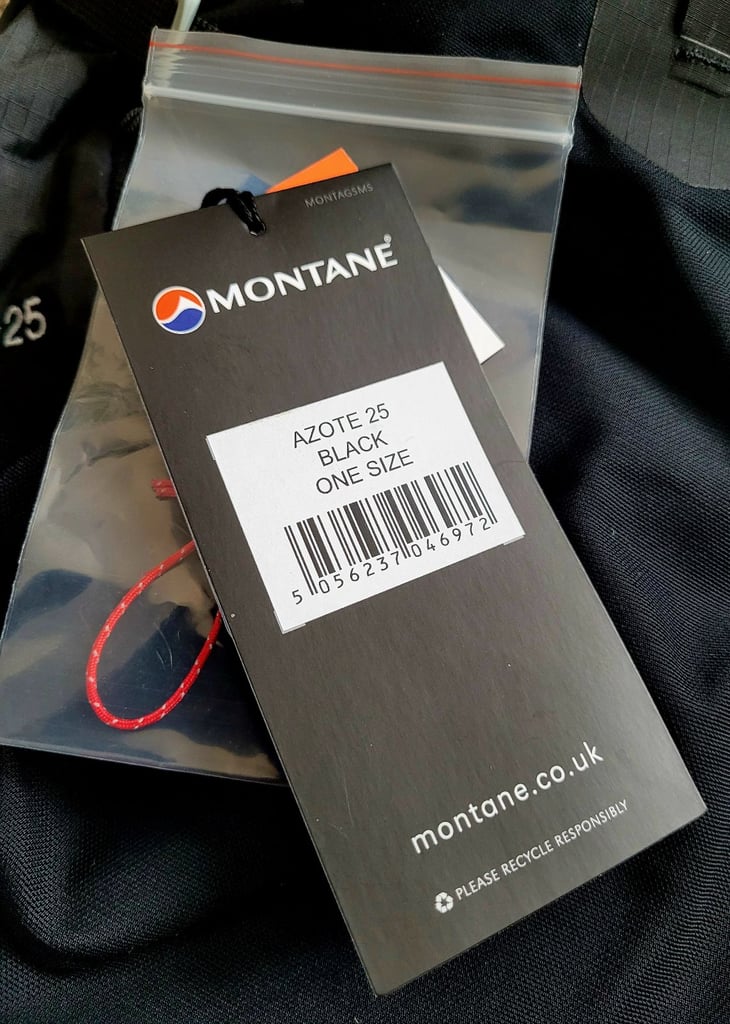 MONTAGSMS
MONTANE®
25
AZOTE 25
BLACK
ONE SIZE
5 056237 046972
montane.co.uk
PLEASE RECYCLE RESPONSIBLY